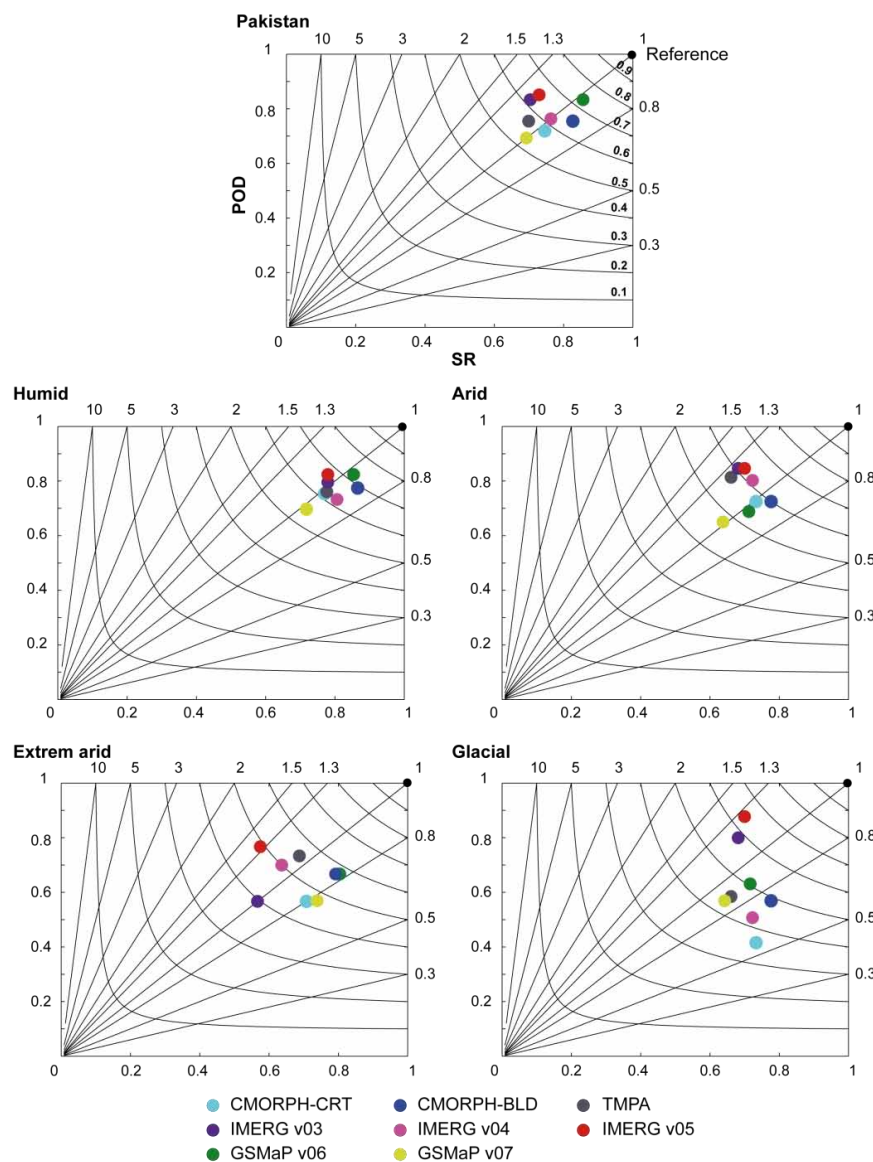 Pakistan
10 5 3 2 1.5 1.3 1
1 Reference
0.9
0.8 0.8 0.8
0.7
0.6 0.6
POD 0.5 0.5
0.4 0.4
0.3 0.3
0.2 0.2
0.1
0 0.2 0.4 0.6 0.8 1
SR
Humid
10 5 3 2 1.5 1.3 1
1
0.8 0.8
0.6
0.5
0.4
0.3
0.2
0 0.2 0.4 0.6 0.8 1
Arid
10 5 3 2 1.5 1.3 1
1
0.8 0.8
0.6
0.5
0.4
0.3
0.2
0 0.2 0.4 0.6 0.8 1
Extrem arid
10 5 3 2 1.5 1.3 1
1
0.8 0.8
0.6
0.5
0.4
0.3
0.2
0 0.2 0.4 0.6 0.8 1
Glacial
10 5 3 2 1.5 1.3 1
1
0.8 0.8
0.6
0.5
0.4
0.3
0.2
0 0.2 0.4 0.6 0.8 1
CMORPH-CRT CMORPH-BLD TMPA
IMERG v03 IMERG v04 IMERG v05
GSMaP v06 GSMaP v07